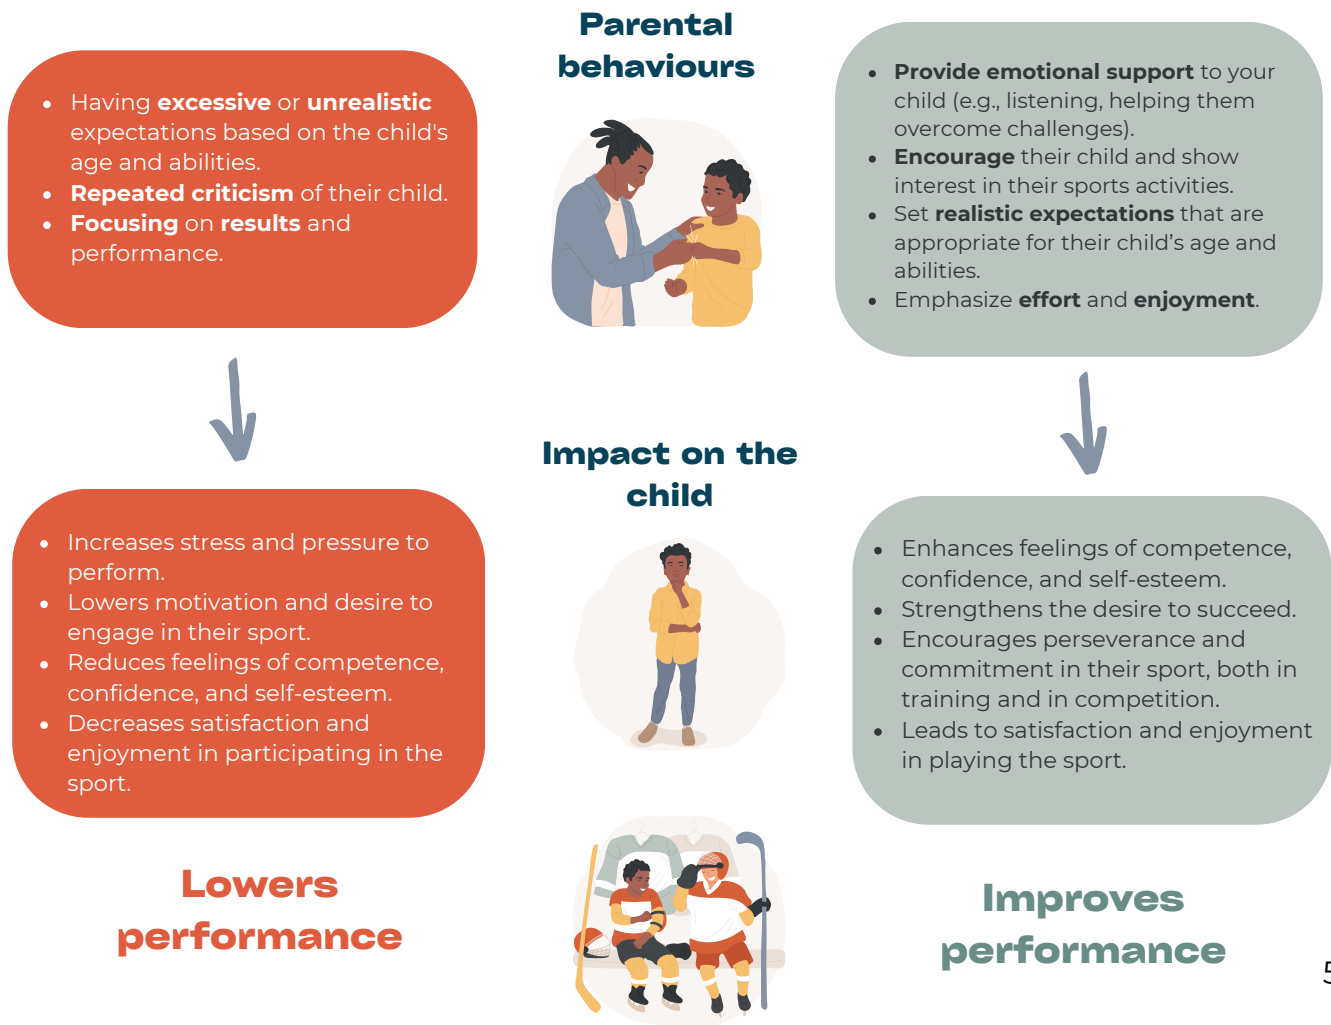 Parental
behaviours
• Having excessive or unrealistic
expectations based on the child's
age and abilities.
• Repeated criticism of their child.
• Focusing on results and
performance.
• Provide emotional support to your
child (e.g., listening, helping them
overcome challenges).
• Encourage their child and show
interest in their sports activities.
• Set realistic expectations that are
appropriate for their child’s age and
abilities.
• Emphasize effort and enjoyment.
Impact on the
child
• Increases stress and pressure to
perform.
• Lowers motivation and desire to
engage in their sport.
• Reduces feelings of competence,
confidence, and self-esteem.
• Decreases satisfaction and
enjoyment in participating in the
sport.
• Enhances feelings of competence,
confidence, and self-esteem.
• Strengthens the desire to succeed.
• Encourages perseverance and
commitment in their sport, both in
training and in competition.
• Leads to satisfaction and enjoyment
in playing the sport.
Lowers
performance
Improves
performance
5